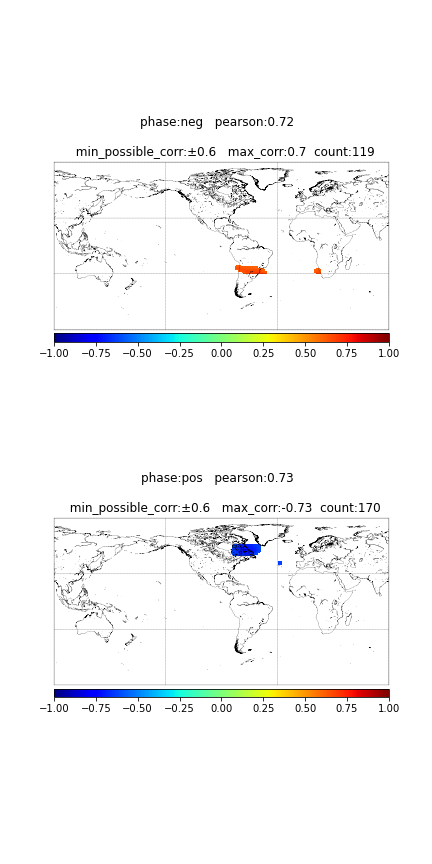 phase:neg   pearson:0.72
min_possible_corr:±0.6   max_corr:0.7  count:119
−1.00 −0.75 −0.50 −0.25 0.00 0.25 0.50 0.75 1.00
phase:pos   pearson:0.73
min_possible_corr:±0.6   max_corr:-0.73  count:170
−1.00 −0.75 −0.50 −0.25 0.00 0.25 0.50 0.75 1.00